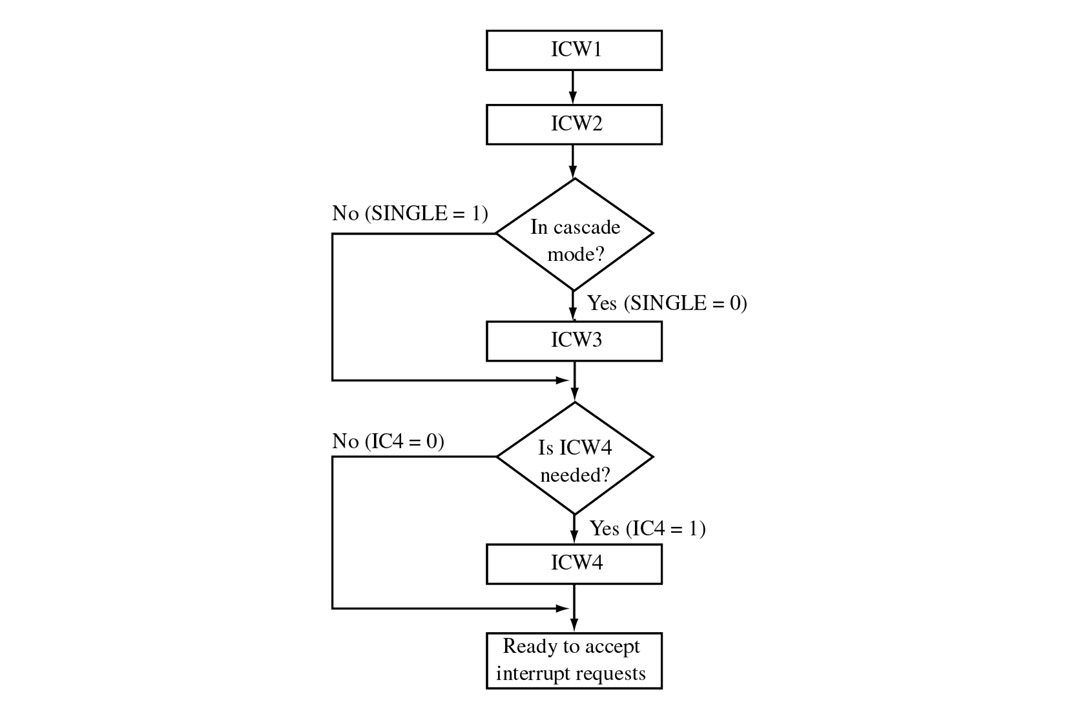 ICW1
ICW2
No (SINGLE = 1)
In cascade
mode?
Yes (SINGLE = 0)
ICW3
No (IC4 = 0)
Is ICW4
needed?
Yes (IC4 = 1)
ICW4
Ready to accept
interrupt requests